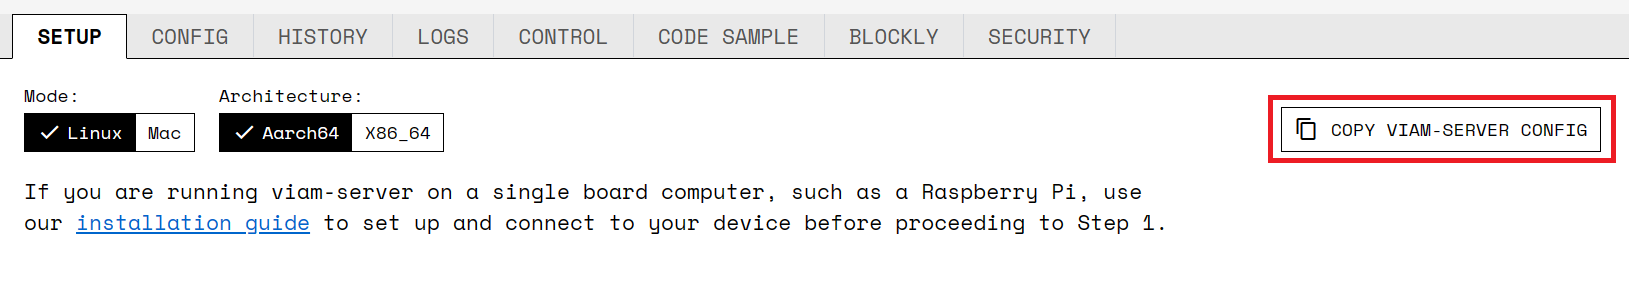 SETUP CONFIG HISTORY LOGS CONTROL CODE SAMPLE BLOCKLY SECURITY
Mode: Architecture:
Linux Mac Aarch64 X86_64
COPY VIAM-SERVER CONFIG
If you are running viam-server on a single board computer, such as a Raspberry Pi, use
our installation guide to set up and connect to your device before proceeding to Step 1.